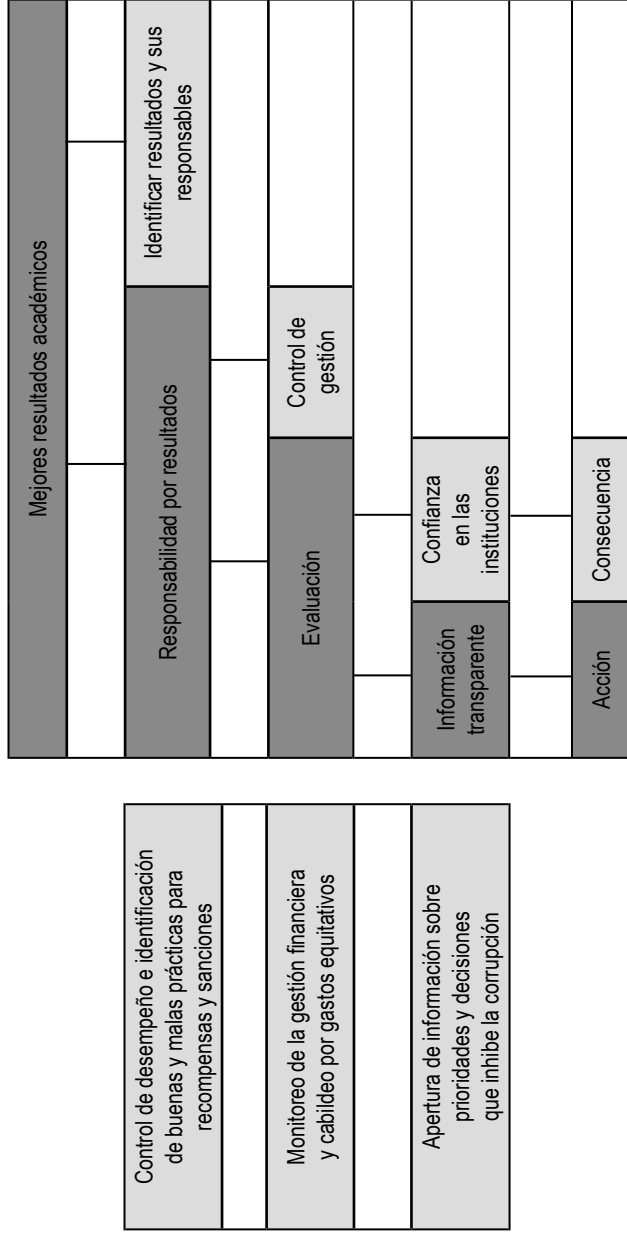 Mejores resultados académicos
Responsabilidad por resultados
Identificar resultados y sus
responsables
Evaluación
Control de
gestión
Información
transparente
Confianza
en las
instituciones
Acción
Consecuencia
Control de desempeño e identificación
de buenas y malas prácticas para
recompensas y sanciones
Monitoreo de la gestión financiera
y cabildeo por gastos equitativos
Apertura de información sobre
prioridades y decisiones
que inhibe la corrupción